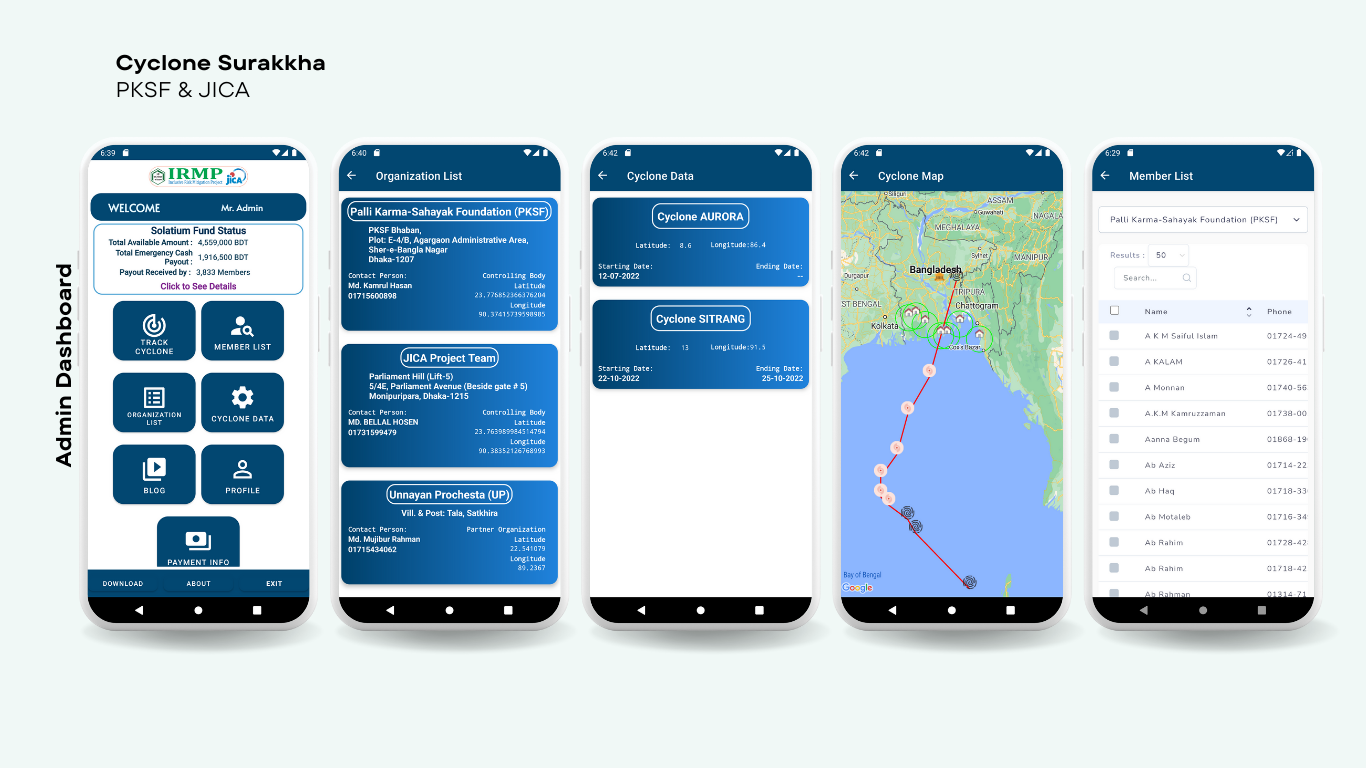 Cyclone Surakkha
PKSF & JICA
Admin Dashboard
6:39
IRMP
Inclusive Risk Mitigation Project
jICA
WELCOME Mr. Admin
Solatium Fund Status
Total Available Amount : 4,559,000 BDT
Total Emergency Cash
Payout : 1,916,500 BDT
Payout Received by : 3,833 Members
Click to See Details
TRACK
CYCLONE
MEMBER LIST
ORGANIZATION
LIST
CYCLONE DATA
BLOG
PROFILE
PAYMENT INFO
DOWNLOAD ABOUT EXIT
6:40
Organization List
Palli Karma-Sahayak Foundation (PKSF)
PKSF Bhaban,
Plot: E-4/B, Agargaon Administrative Area,
Sher-e-Bangla Nagar
Dhaka-1207
Contact Person: Controlling Body
Md. Kamrul Hasan Latitude
01715600898 23.776852366376204
Longitude
90.37415739598985
JICA Project Team
Parliament Hill (Lift-5)
5/4E, Parliament Avenue (Beside gate # 5)
Monipuripara, Dhaka-1215
Contact Person: Controlling Body
MD. BELLAL HOSEN Latitude
01731599479 23.763989984514794
Longitude
90.38352126768993
Unnayan Prochesta (UP)
Vill. & Post: Tala, Satkhira
Contact Person: Partner Organization
Md. Mujibur Rahman Latitude
01715434062 22.541079
Longitude
89.2367
6:42
Cyclone Data
Cyclone AURORA
Latitude: 8.6 Longitude:86.4
Starting Date: Ending Date:
12-07-2022 --
Cyclone SITRANG
Latitude: 13 Longitude:91.5
Starting Date: Ending Date:
22-10-2022 25-10-2022
6:42
Cyclone Map
Siliguri
ASSAM
Guwahati
NAGALA
MEGHALAYA
Sylhet
MANIPUR
Durgapur
Bangladesh
TRIPURA
ST BENGAL
Chattogram
Kolkata
Cox's Bazar
Bay of Bengal
Google
6:29
Member List
Palli Karma-Sahayak Foundation (PKSF)
Results : 50
Search...
Name Phone
A K M Saiful Islam 01724-49
A KALAM 01726-41
A Monnan 01740-56
A.K.M Kamruzzaman 01738-00
Aanna Begum 01868-19
Ab Aziz 01714-22
Ab Haq 01718-33
Ab Motaleb 01716-34
Ab Rahim 01728-42
Ab Rahim 01718-42
Ab Rahman 01314-71